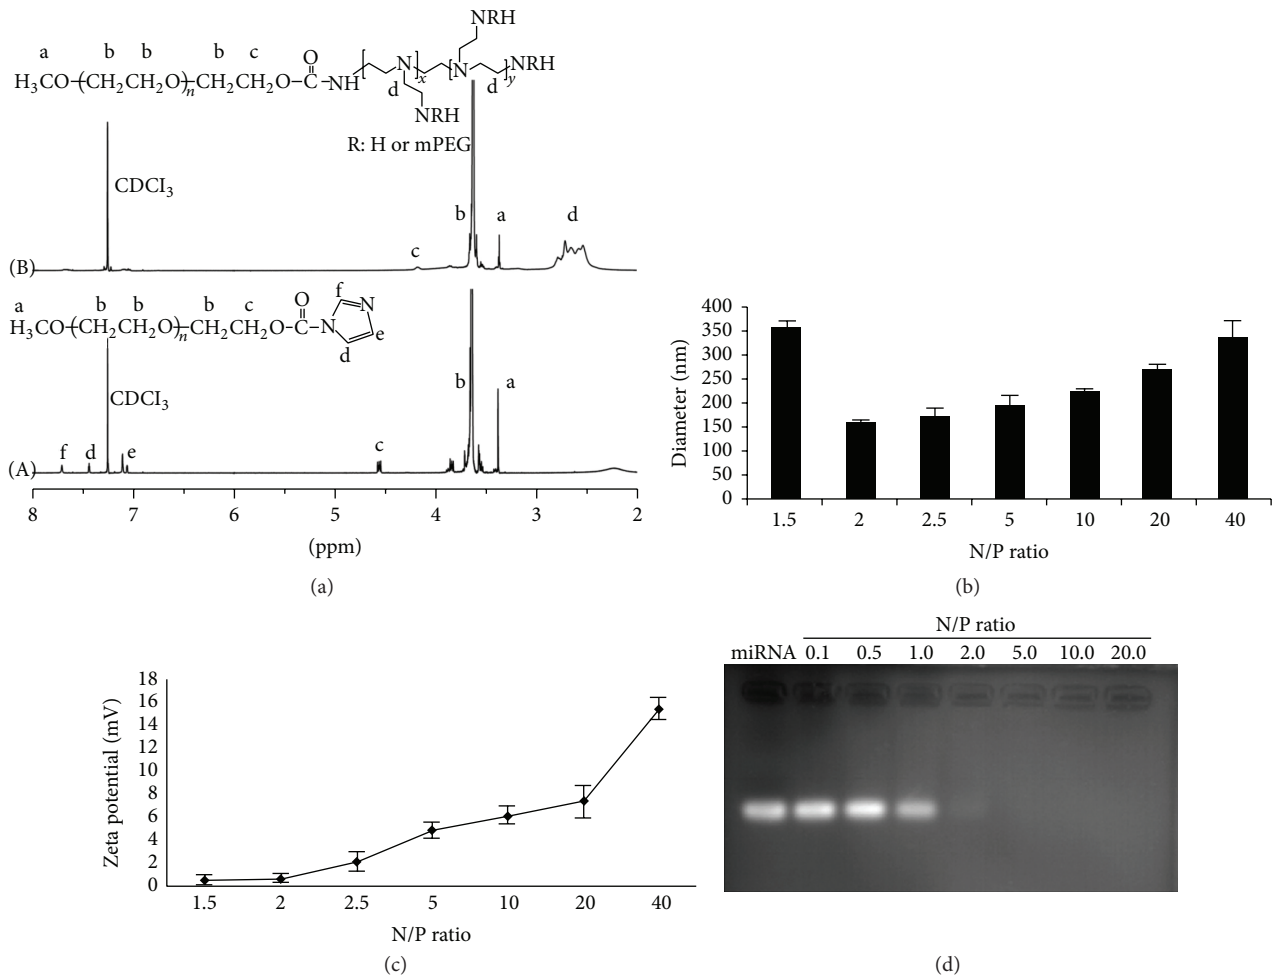 NRH
a b b b c O
H3CO-(CH2CH2O)n-CH2CH2O-C-NH N x N y NRH
d d
NRH
R: H or mPEG
CDCI3
b a d
c
(B)
a b b b c O f
H3CO-(CH2CH2O)n-CH2CH2O-C-N N
e
d
b a
CDCI3
f d e c
(A)
8 7 6 5 4 3 2
(ppm)
(a)
400
350
300
250
200
150
100
50
0
Diameter (nm)
1.5 2 2.5 5 10 20 40
N/P ratio
(b)
18
16
14
12
10
8
6
4
2
0
Zeta potential (mV)
1.5 2 2.5 5 10 20 40
N/P ratio
(c)
N/P ratio
miRNA 0.1 0.5 1.0 2.0 5.0 10.0 20.0
(d)